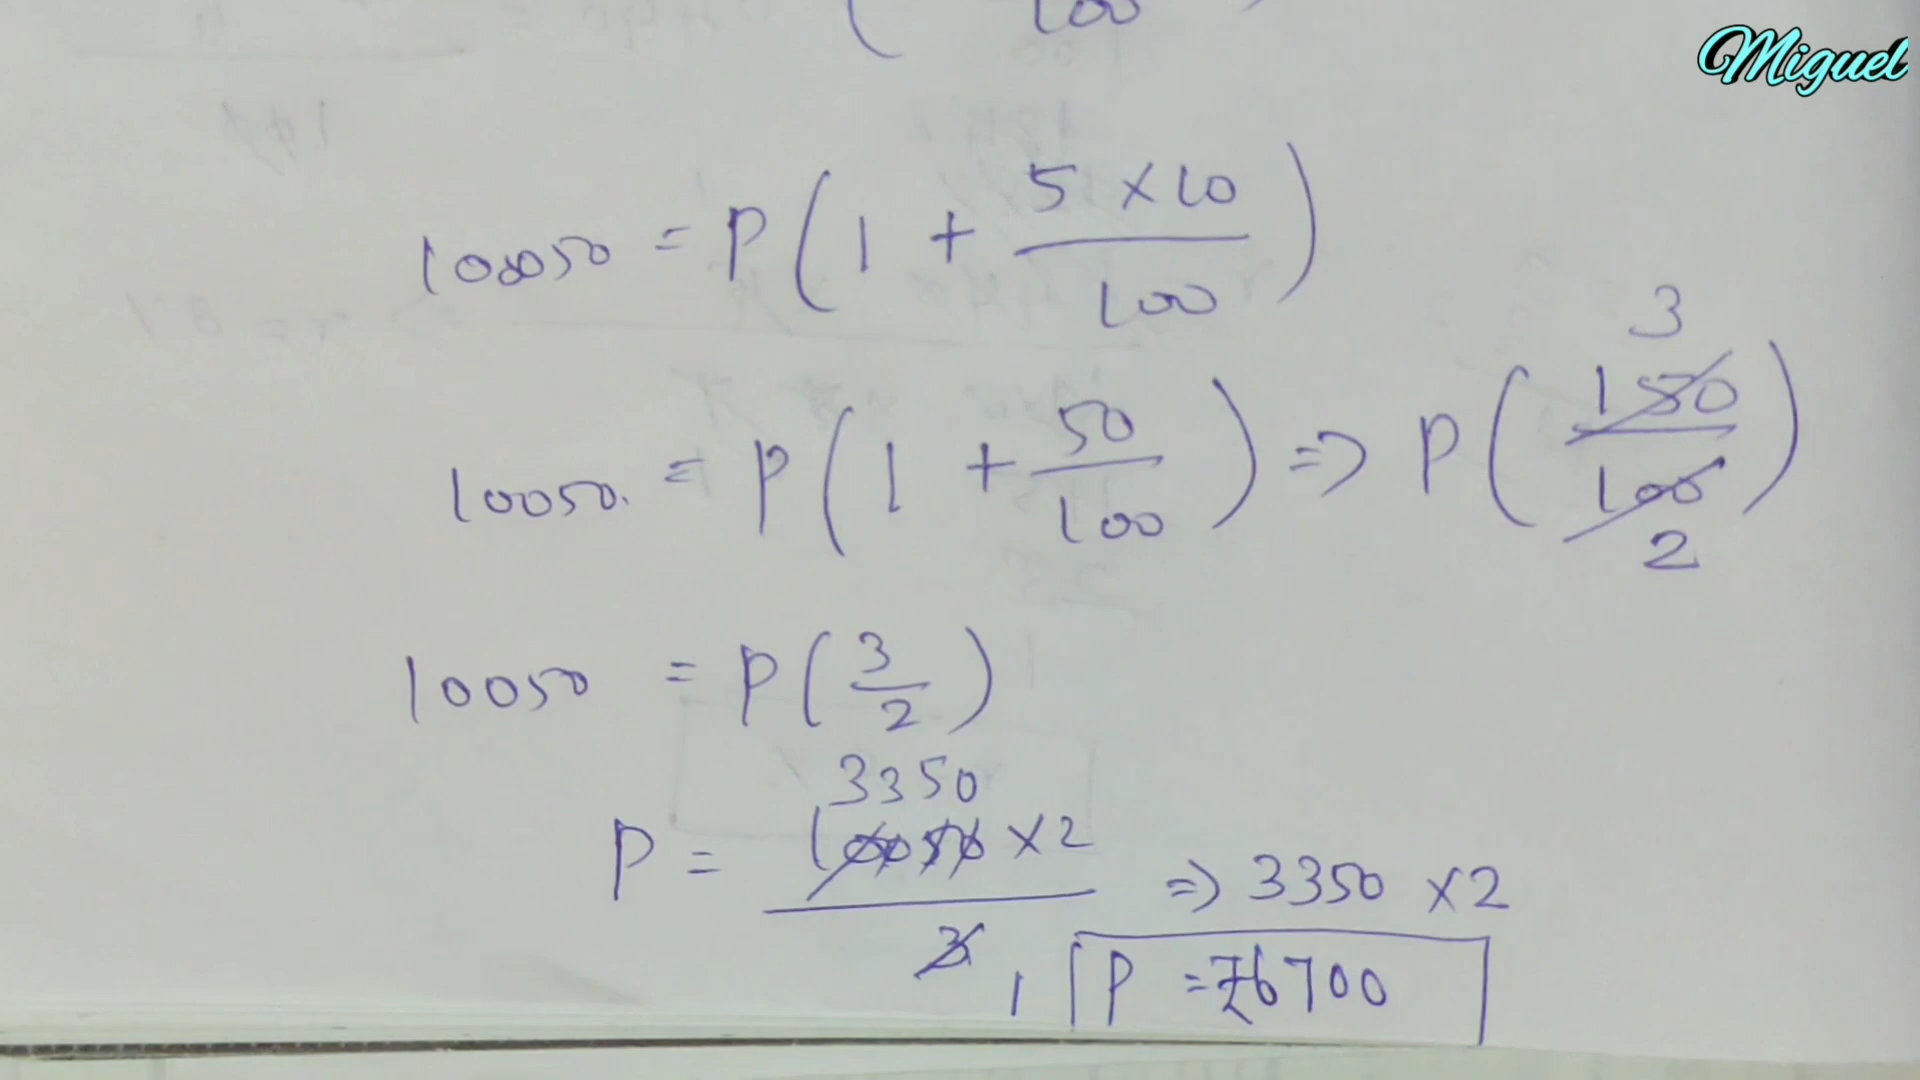 100
Miguel
10050 = P(1 + 5 × 10 / 100)
10050. = P(1 + 50/100) => P(150/100) 3 2
10050 = P(3/2)
3350
P = 10050 × 2 / 3 1 => 3350 × 2
P = ₹6700